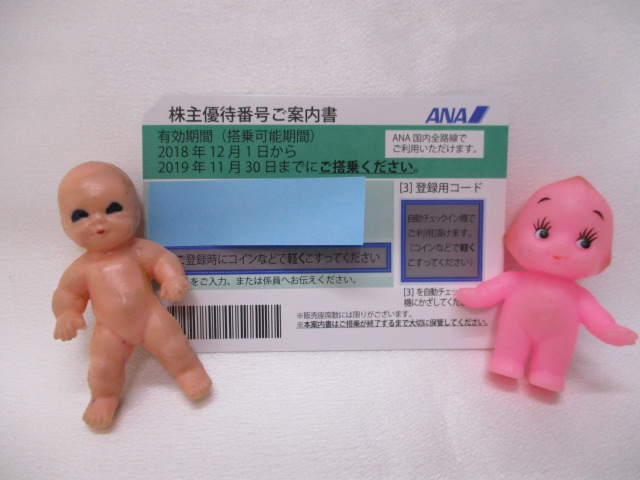 株主優待番号ご案内書
ANA
有効期間（搭乗可能期間）
2018年12月1日から
2019年11月30日までにご搭乗ください。
ANA国内全路線で
ご利用いただけます。
[3] 登録用コード
自動チェックイン機で
ご利用頂けます。
（コインなどで軽く
こすってください）
ご登録時にコインなどで軽くこすってください
をご入力、または係員へお伝えください。
[3] を自動チェッ
機にかざしてくだ
※販売座席数には限りがございます。
※本案内書はご搭乗が終了するまで大切に保管してください。